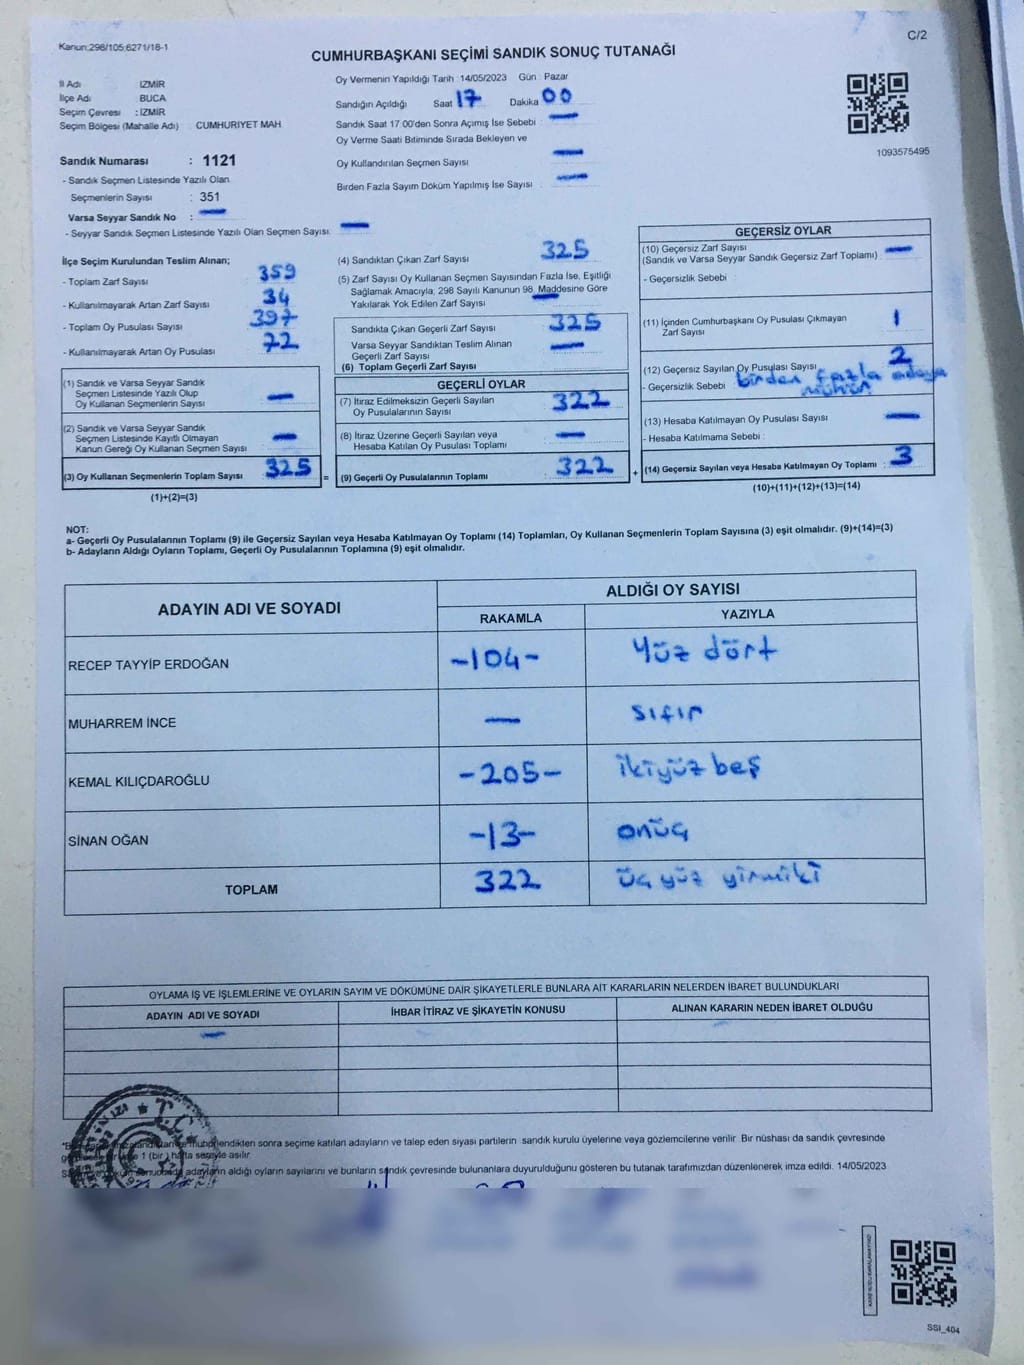 Kanun:298/105;6271/18-1
C/2
CUMHURBAŞKANI SEÇİMİ SANDIK SONUÇ TUTANAĞI
İl Adı İZMİR
İlçe Adı BUCA
Seçim Çevresi : İZMİR
Seçim Bölgesi (Mahalle Adı) CUMHURİYET MAH.
Oy Vermenin Yapıldığı Tarih :14/05/2023 Gün : Pazar
Sandığın Açıldığı Saat 17 Dakika 00
Sandık Saat 17.00'den Sonra Açımış İse Sebebi : —
Oy Verme Saati Bitiminde Sırada Bekleyen ve
Oy Kullandırılan Seçmen Sayısı —
Birden Fazla Sayım Döküm Yapılmış İse Sayısı : —
1093575495
Sandık Numarası : 1121
- Sandık Seçmen Listesinde Yazılı Olan
Seçmenlerin Sayısı : 351
Varsa Seyyar Sandık No : —
- Seyyar Sandık Seçmen Listesinde Yazılı Olan Seçmen Sayısı: —
İlçe Seçim Kurulundan Teslim Alınan;
- Toplam Zarf Sayısı 359
- Kullanılmayarak Artan Zarf Sayısı 34
- Toplam Oy Pusulası Sayısı 397
- Kullanılmayarak Artan Oy Pusulası 72
(1) Sandık ve Varsa Seyyar Sandık
Seçmen Listesinde Yazılı Olup
Oy Kullanan Seçmenlerin Sayısı —
(2) Sandık ve Varsa Seyyar Sandık
Seçmen Listesinde Kayıtlı Olmayan
Kanun Gereği Oy Kullanan Seçmen Sayısı —
(3) Oy Kullanan Seçmenlerin Toplam Sayısı 325
(1)+(2)=(3)
(4) Sandıktan Çıkan Zarf Sayısı 325
(5) Zarf Sayısı Oy Kullanan Seçmen Sayısından Fazla İse, Eşitliği
Sağlamak Amacıyla, 298 Sayılı Kanunun 98. Maddesine Göre
Yakılarak Yok Edilen Zarf Sayısı —
Sandıkta Çıkan Geçerli Zarf Sayısı 325
Varsa Seyyar Sandıktan Teslim Alınan —
Geçerli Zarf Sayısı
(6) Toplam Geçerli Zarf Sayısı
GEÇERLİ OYLAR
(7) İtiraz Edilmeksizin Geçerli Sayılan
Oy Pusulalarının Sayısı 322
(8) İtiraz Üzerine Geçerli Sayılan veya
Hesaba Katılan Oy Pusulası Toplamı —
= (9) Geçerli Oy Pusulalarının Toplamı 322
GEÇERSİZ OYLAR
(10) Geçersiz Zarf Sayısı —
(Sandık ve Varsa Seyyar Sandık Geçersiz Zarf Toplamı)
- Geçersizlik Sebebi :
(11) İçinden Cumhurbaşkanı Oy Pusulası Çıkmayan
Zarf Sayısı 1
(12) Geçersiz Sayılan Oy Pusulası Sayısı 2
- Geçersizlik Sebebi birden fazla adaya
mühür
(13) Hesaba Katılmayan Oy Pusulası Sayısı —
- Hesaba Katılmama Sebebi :
+ (14) Geçersiz Sayılan veya Hesaba Katılmayan Oy Toplamı : 3
(10)+(11)+(12)+(13)=(14)
NOT:
a- Geçerli Oy Pusulalarının Toplamı (9) ile Geçersiz Sayılan veya Hesaba Katılmayan Oy Toplamı (14) Toplamları, Oy Kullanan Seçmenlerin Toplam Sayısına (3) eşit olmalıdır. (9)+(14)=(3)
b- Adayların Aldığı Oyların Toplamı, Geçerli Oy Pusulalarının Toplamına (9) eşit olmalıdır.
ADAYIN ADI VE SOYADI ALDIĞI OY SAYISI
RAKAMLA YAZIYLA
RECEP TAYYİP ERDOĞAN -104- Yüz dört
MUHARREM İNCE — sıfır
KEMAL KILIÇDAROĞLU -205- ikiyüz beş
SİNAN OĞAN -13- onüç
TOPLAM 322 üç yüz yirmiki
OYLAMA İŞ VE İŞLEMLERİNE VE OYLARIN SAYIM VE DÖKÜMÜNE DAİR ŞİKAYETLERLE BUNLARA AİT KARARLARIN NELERDEN İBARET BULUNDUKLARI
ADAYIN ADI VE SOYADI İHBAR İTİRAZ VE ŞİKAYETİN KONUSU ALINAN KARARIN NEDEN İBARET OLDUĞU
—
T.C.
mühürlendikten sonra seçime katılan adayların ve talep eden siyasi partilerin sandık kurulu üyelerine veya gözlemcilerine verilir. Bir nüshası da sandık çevresinde
1 (bir) hafta süreyle asılır.
adayların aldığı oyların sayılarını ve bunların sandık çevresinde bulunanlara duyurulduğunu gösteren bu tutanak tarafımızdan düzenlenerek imza edildi. 14/05/2023
SSI_404